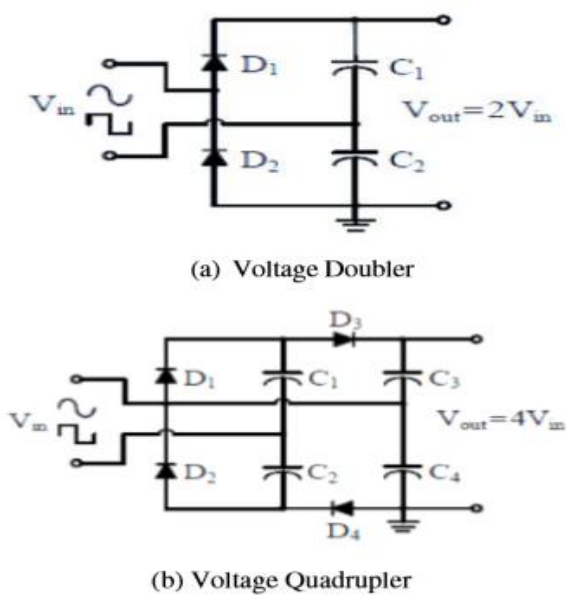 D₁
C₁
Vᵢₙ
Vₒᵤₜ=2Vᵢₙ
D₂
C₂
(a) Voltage Doubler
D₃
D₁
C₁
C₃
Vᵢₙ
Vₒᵤₜ=4Vᵢₙ
D₂
C₂
C₄
D₄
(b) Voltage Quadrupler